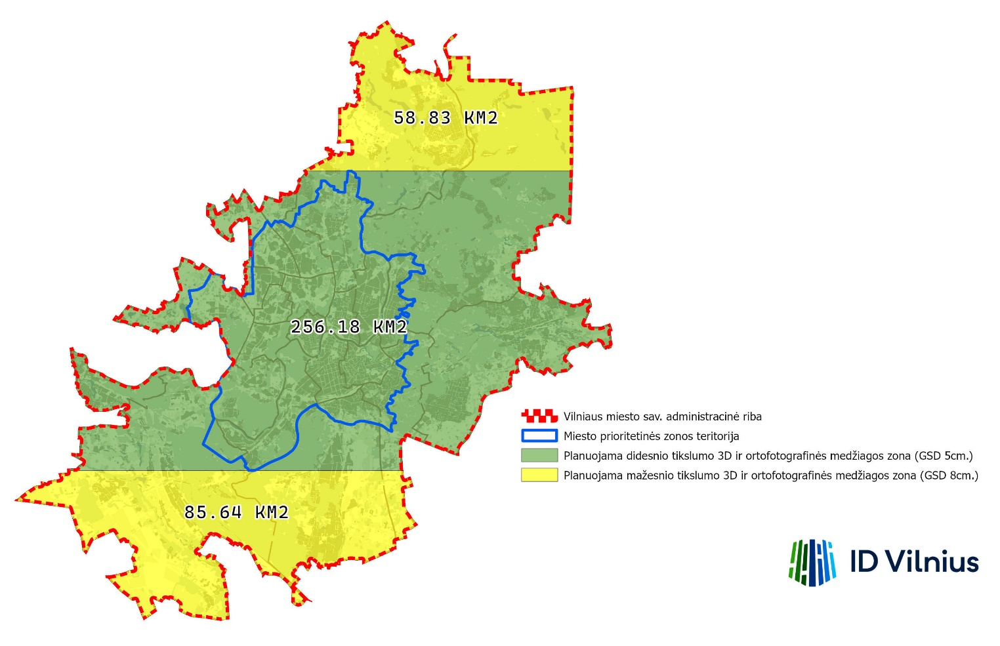 58.83 KM2
256.18 KM2
85.64 KM2
Vilniaus miesto sav. administracinė riba
Miesto prioritetinės zonos teritorija
Planuojama didesnio tikslumo 3D ir ortofotografinės medžiagos zona (GSD 5cm.)
Planuojama mažesnio tikslumo 3D ir ortofotografinės medžiagos zona (GSD 8cm.)
ID Vilnius